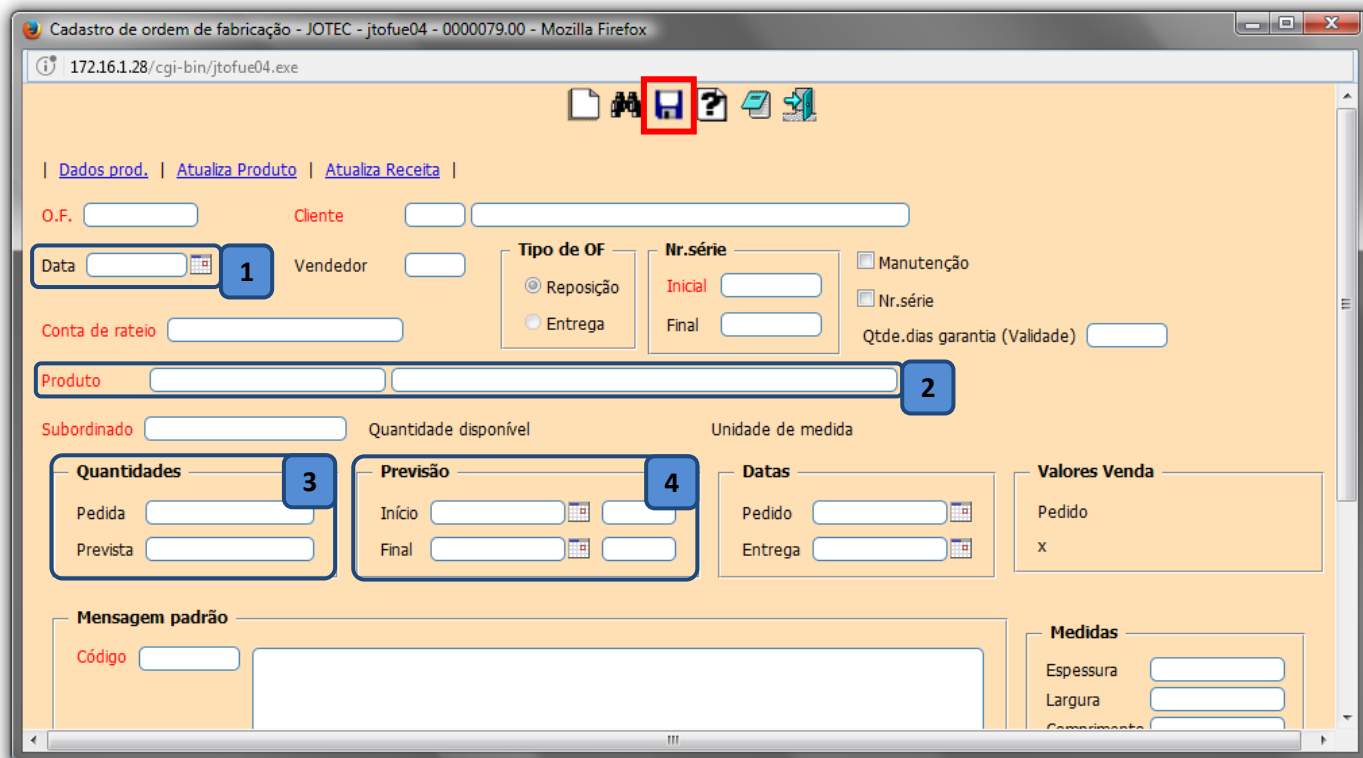 Cadastro de ordem de fabricação - JOTEC - jtofue04 - 0000079.00 - Mozilla Firefox
172.16.1.28/cgi-bin/jtofue04.exe
| Dados prod. | Atualiza Produto | Atualiza Receita |
O.F. Cliente
Data 1 Vendedor
Tipo de OF
Reposição
Entrega
Nr.série
Inicial
Final
Manutenção
Nr.série
Qtde.dias garantia (Validade)
Conta de rateio
Produto 2
Subordinado Quantidade disponível Unidade de medida
Quantidades 3
Pedida
Prevista
Previsão 4
Início
Final
Datas
Pedido
Entrega
Valores Venda
Pedido
x
Mensagem padrão
Código
Medidas
Espessura
Largura
Comprimento